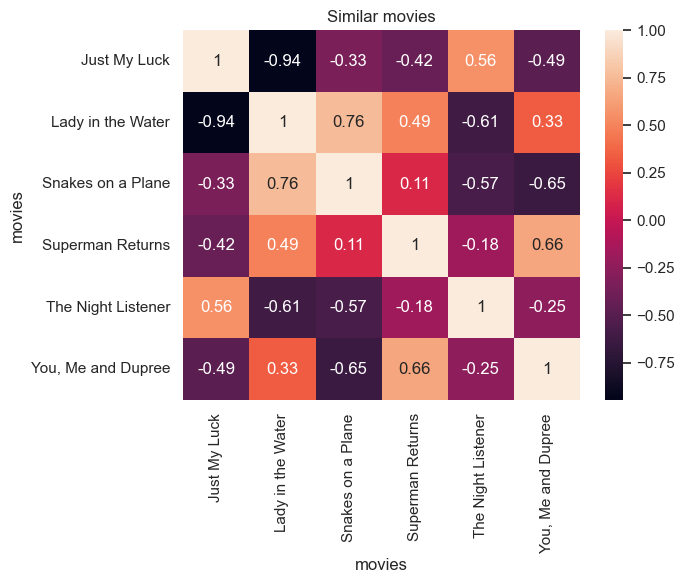 Similar movies
movies
Just My Luck 1 -0.94 -0.33 -0.42 0.56 -0.49
Lady in the Water -0.94 1 0.76 0.49 -0.61 0.33
Snakes on a Plane -0.33 0.76 1 0.11 -0.57 -0.65
Superman Returns -0.42 0.49 0.11 1 -0.18 0.66
The Night Listener 0.56 -0.61 -0.57 -0.18 1 -0.25
You, Me and Dupree -0.49 0.33 -0.65 0.66 -0.25 1
Just My Luck
Lady in the Water
Snakes on a Plane
Superman Returns
The Night Listener
You, Me and Dupree
movies
1.00
0.75
0.50
0.25
0.00
-0.25
-0.50
-0.75